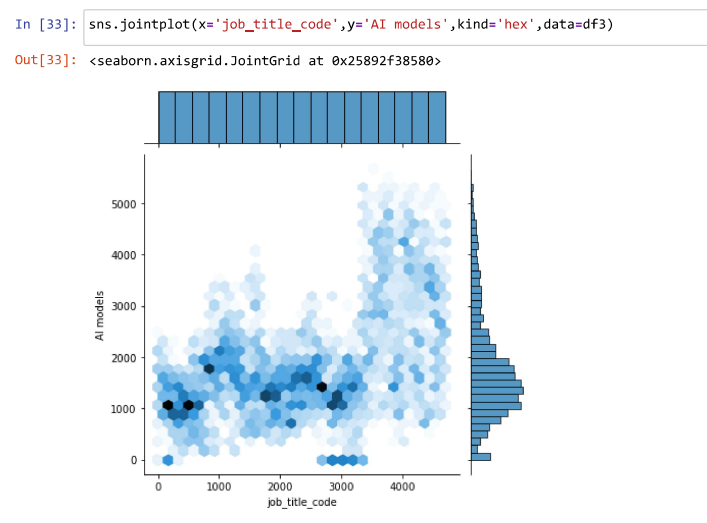 In [33]: sns.jointplot(x='job_title_code',y='AI models',kind='hex',data=df3)
Out[33]: <seaborn.axisgrid.JointGrid at 0x25892f38580>
5000
4000
3000
2000
1000
0
AI models
0 1000 2000 3000 4000
job_title_code